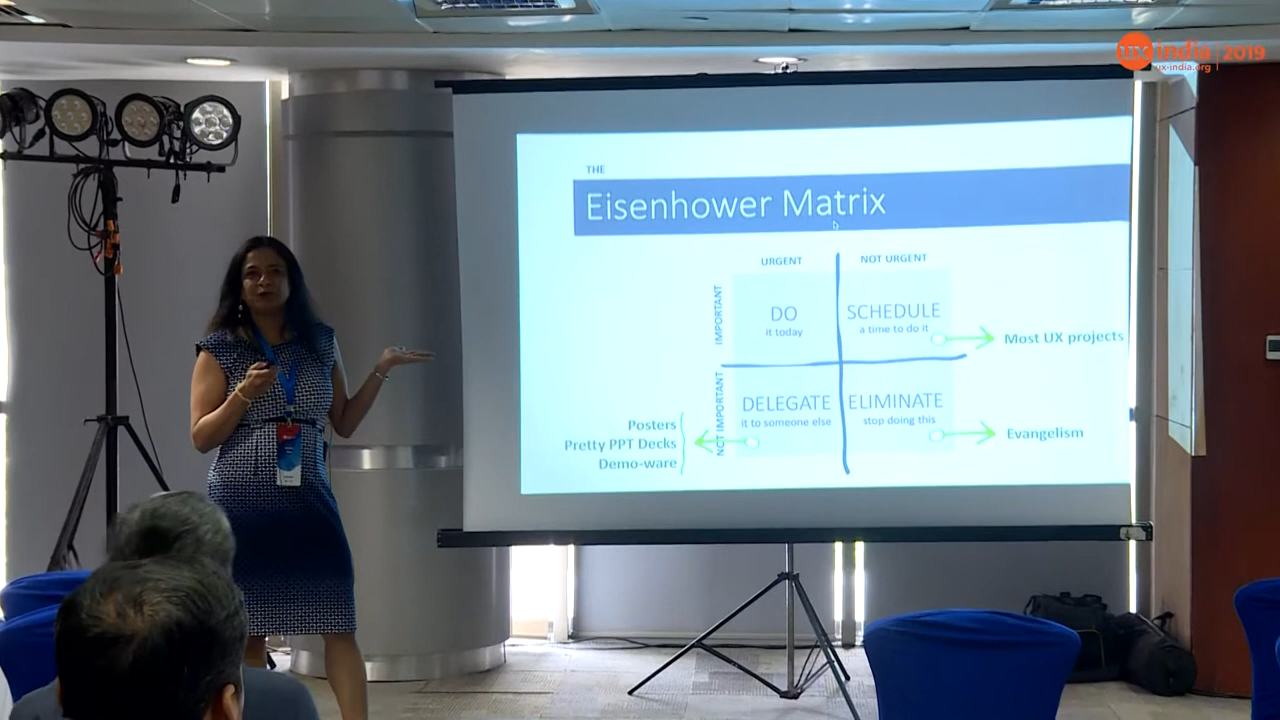 ux india 2019
ux-india.org
THE
Eisenhower Matrix
URGENT
NOT URGENT
IMPORTANT
DO
it today
SCHEDULE
a time to do it
Most UX projects
NOT IMPORTANT
DELEGATE
it to someone else
ELIMINATE
stop doing this
Posters
Pretty PPT Decks
Demo-ware
Evangelism